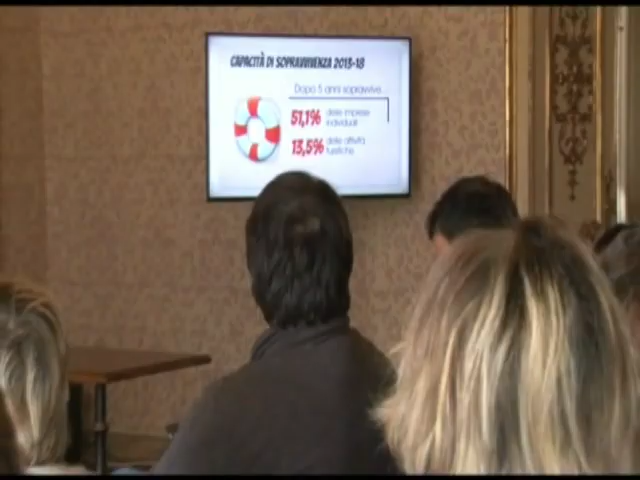 CAPACITÀ DI SOPRAVVIVENZA 2013-18
Dopo 5 anni sopravvive
51,1% delle imprese
individuali
13,5% delle attività
turistiche